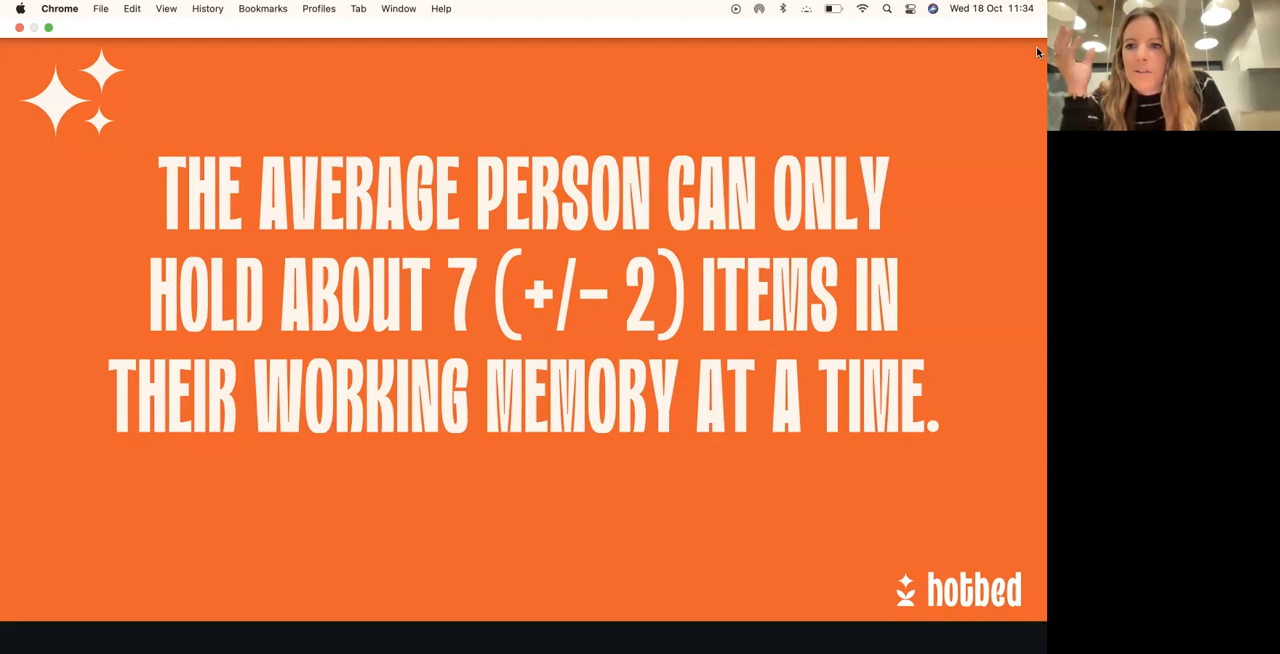 Chrome File Edit View History Bookmarks Profiles Tab Window Help Wed 18 Oct 11:34
THE AVERAGE PERSON CAN ONLY
HOLD ABOUT 7 (+/- 2) ITEMS IN
THEIR WORKING MEMORY AT A TIME.
hotbed